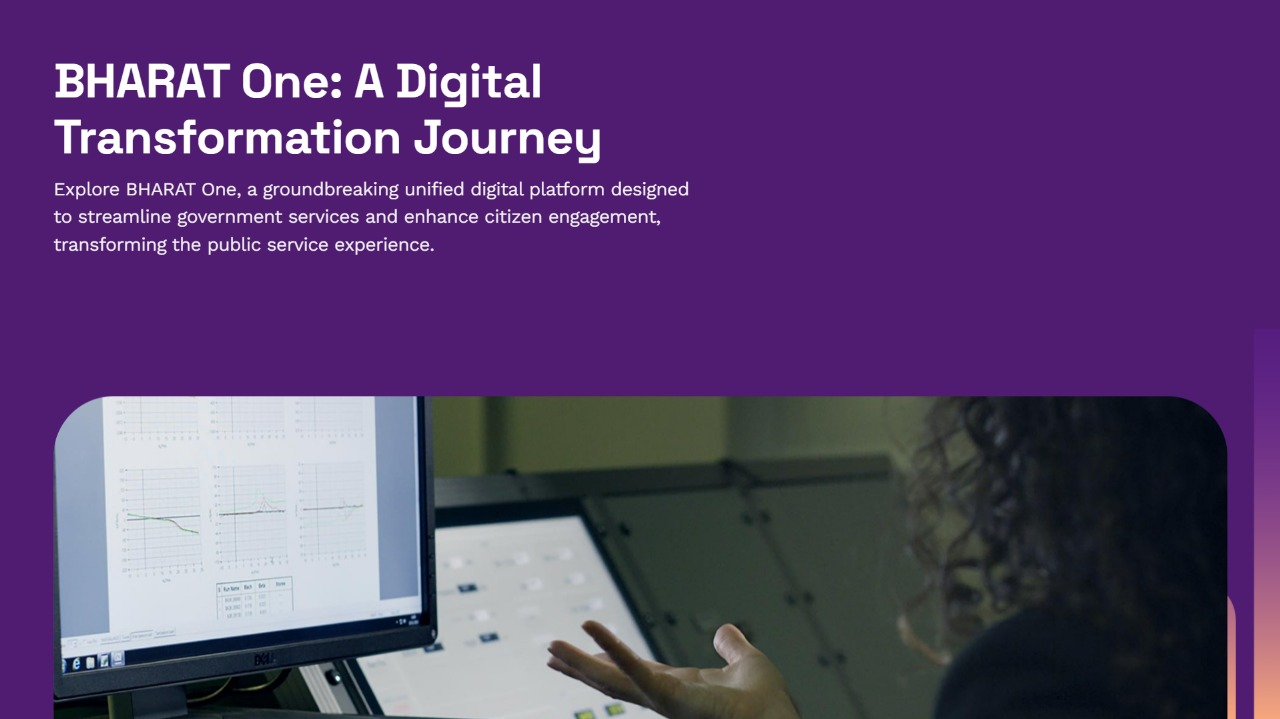 BHARAT One: A Digital
Transformation Journey
Explore BHARAT One, a groundbreaking unified digital platform designed
to streamline government services and enhance citizen engagement,
transforming the public service experience.
DELL